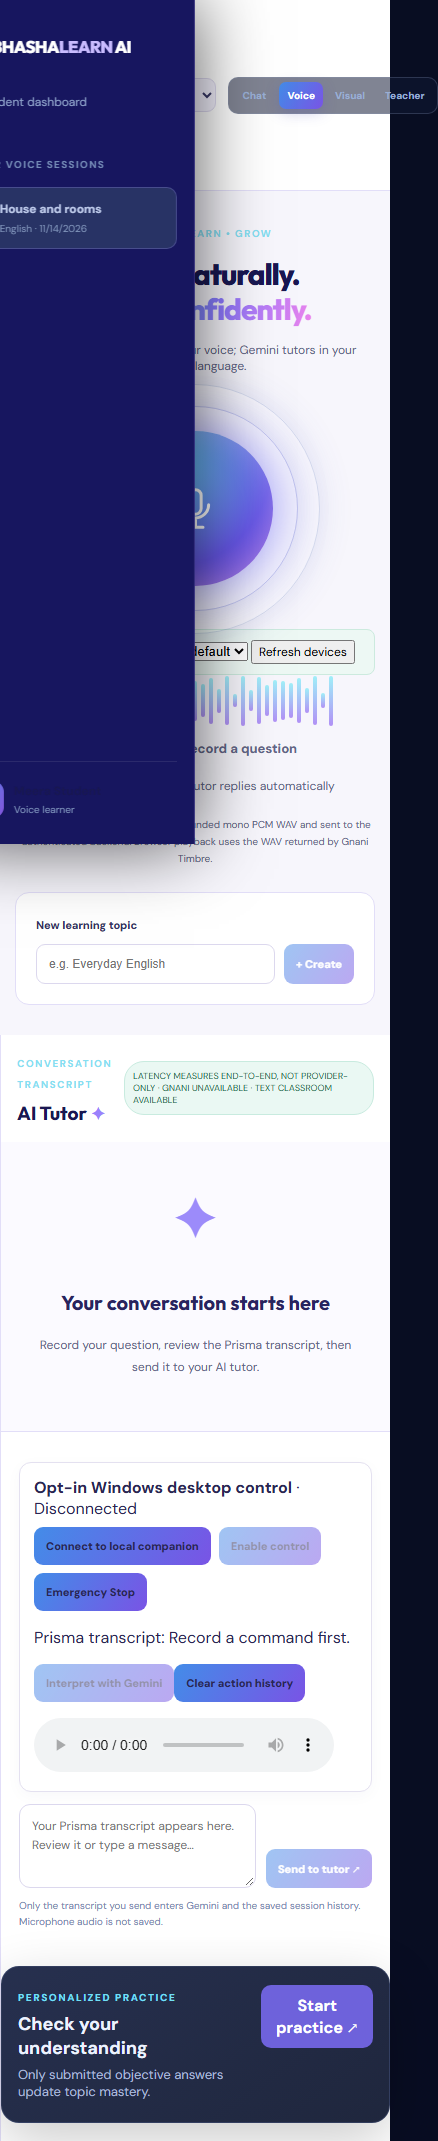 BHASHALEARN AI
dent dashboard
VOICE SESSIONS
House and rooms
English · 11/14/2026
Voice learner
Chat
Voice
Visual
Teacher
ARN • GROW
aturally.
nfidently.
ur voice; Gemini tutors in your
language.
default
Refresh devices
ecord a question
utor replies automatically
nded mono PCM WAV and sent to the
playback uses the WAV returned by Gnani
Timbre.
New learning topic
e.g. Everyday English
+ Create
CONVERSATION
TRANSCRIPT
AI Tutor ✦
LATENCY MEASURES END-TO-END, NOT PROVIDER-
ONLY · GNANI UNAVAILABLE · TEXT CLASSROOM
AVAILABLE
Your conversation starts here
Record your question, review the Prisma transcript, then
send it to your AI tutor.
Opt-in Windows desktop control ·
Disconnected
Connect to local companion
Enable control
Emergency Stop
Prisma transcript: Record a command first.
Interpret with Gemini
Clear action history
0:00 / 0:00
Your Prisma transcript appears here.
Review it or type a message...
Send to tutor ↗
Only the transcript you send enters Gemini and the saved session history.
Microphone audio is not saved.
PERSONALIZED PRACTICE
Check your
understanding
Only submitted objective answers
update topic mastery.
Start
practice ↗